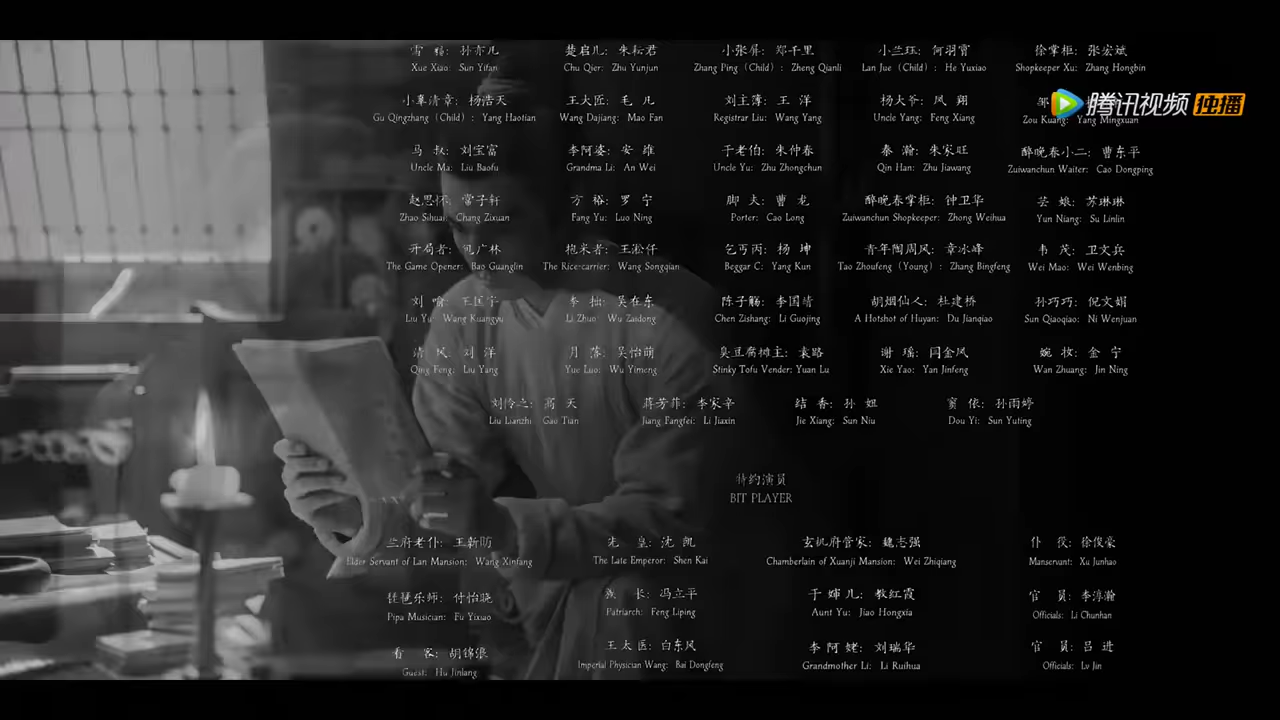 雪 孙亦凡 楚启儿: 朱耘君 小张屏: 郑千里 小兰珏: 何羽霄 徐掌柜: 张宏斌
Xue Xiao: Sun Yifan Chu Qier: Zhu Yunjun Zhang Ping (Child) : Zheng Qianli Lan Jue (Child) : He Yuxiao Shopkeeper Xu: Zhang Hongbin
腾讯视频 独播
小辜清章: 杨浩天 王大匠: 毛 凡 刘主簿: 王 洋 杨大爷: 凤 翔 邹
Gu Qingzhang (Child) : Yang Haotian Wang Dajiang: Mao Fan Registrar Liu: Wang Yang Uncle Yang: Feng Xiang Zou Kuang: Yang Mingxuan
马 叔: 刘宝富 李阿婆: 安 维 于老伯: 朱仲春 秦 瀚: 朱家旺 醉晚春小二: 曹东平
Uncle Ma: Liu Baofu Grandma Li: An Wei Uncle Yu: Zhu Zhongchun Qin Han: Zhu Jiawang Zuiwanchun Waiter: Cao Dongping
赵思怀: 常子轩 方 裕: 罗 宁 脚 夫: 曹 龙 醉晚春掌柜: 钟卫华 芸 娘: 苏琳琳
Zhao Sihuai: Chang Zixuan Fang Yu: Luo Ning Porter: Cao Long Zuiwanchun Shopkeeper: Zhong Weihua Yun Niang: Su Linlin
开局者: 包广林 抱米者: 王淞仟 乞丐丙: 杨 坤 青年陶周风: 章冰峰 韦 茂: 卫文兵
The Game Opener: Bao Guanglin The Rice-carrier: Wang Songqian Beggar C: Yang Kun Tao Zhoufeng (Young) : Zhang Bingfeng Wei Mao: Wei Wenbing
刘 喻: 王匡宇 李 拙: 吴在东 陈子觞: 李国靖 胡烟仙人: 杜建桥 孙巧巧: 倪文娟
Liu Yu: Wang Kuangyu Li Zhuo: Wu Zaidong Chen Zishang: Li Guojing A Hotshot of Huyan: Du Jianqiao Sun Qiaoqiao: Ni Wenjuan
清 风: 刘 洋 月 落: 吴怡萌 臭豆腐摊主: 袁路 谢 瑶: 闫金凤 婉 妆: 金 宁
Qing Feng: Liu Yang Yue Luo: Wu Yimeng Stinky Tofu Vender: Yuan Lu Xie Yao: Yan Jinfeng Wan Zhuang: Jin Ning
刘怜之: 高 天 蒋芳菲: 李家辛 结 香: 孙 妞 窦 依: 孙雨婷
Liu Lianzhi: Gao Tian Jiang Fangfei: Li Jiaxin Jie Xiang: Sun Niu Dou Yi: Sun Yuting
特约演员
BIT PLAYER
兰府老仆: 王新昉 先 皇: 沈 凯 玄机府管家: 魏志强 仆 役: 徐俊豪
Elder Servant of Lan Mansion: Wang Xinfang The Late Emperor: Shen Kai Chamberlain of Xuanji Mansion: Wei Zhiqiang Manservant: Xu Junhao
琵琶乐师: 付怡晓 族 长: 冯立平 于婶儿: 教红霞 官 员: 李淳瀚
Pipa Musician: Fu Yixiao Patriarch: Feng Liping Aunt Yu: Jiao Hongxia Officials: Li Chunhan
看 客: 胡锦浪 王太医: 白东风 李阿姥: 刘瑞华 官 员: 吕 进
Guest: Hu Jinlang Imperial Physician Wang: Bai Dongfeng Grandmother Li: Li Ruihua Officials: Lv Jin